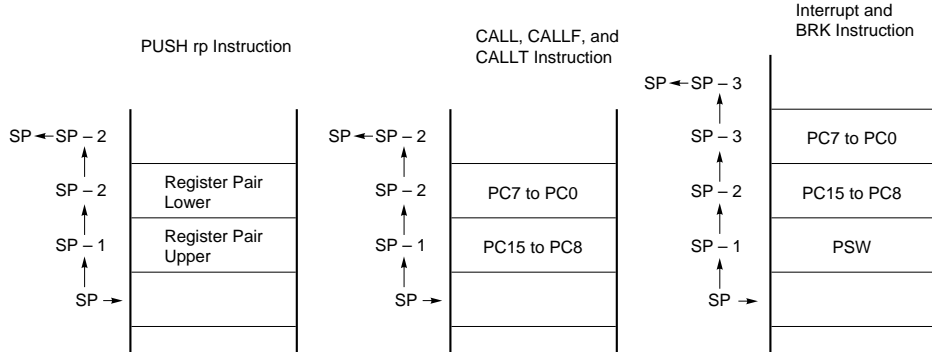 PUSH rp Instruction
SP ← SP – 2
SP – 2
Register Pair
Lower
SP – 1
Register Pair
Upper
SP →
CALL, CALLF, and
CALLT Instruction
SP ← SP – 2
SP – 2
PC7 to PC0
SP – 1
PC15 to PC8
SP →
Interrupt and
BRK Instruction
SP ← SP – 3
SP – 3
PC7 to PC0
SP – 2
PC15 to PC8
SP – 1
PSW
SP →